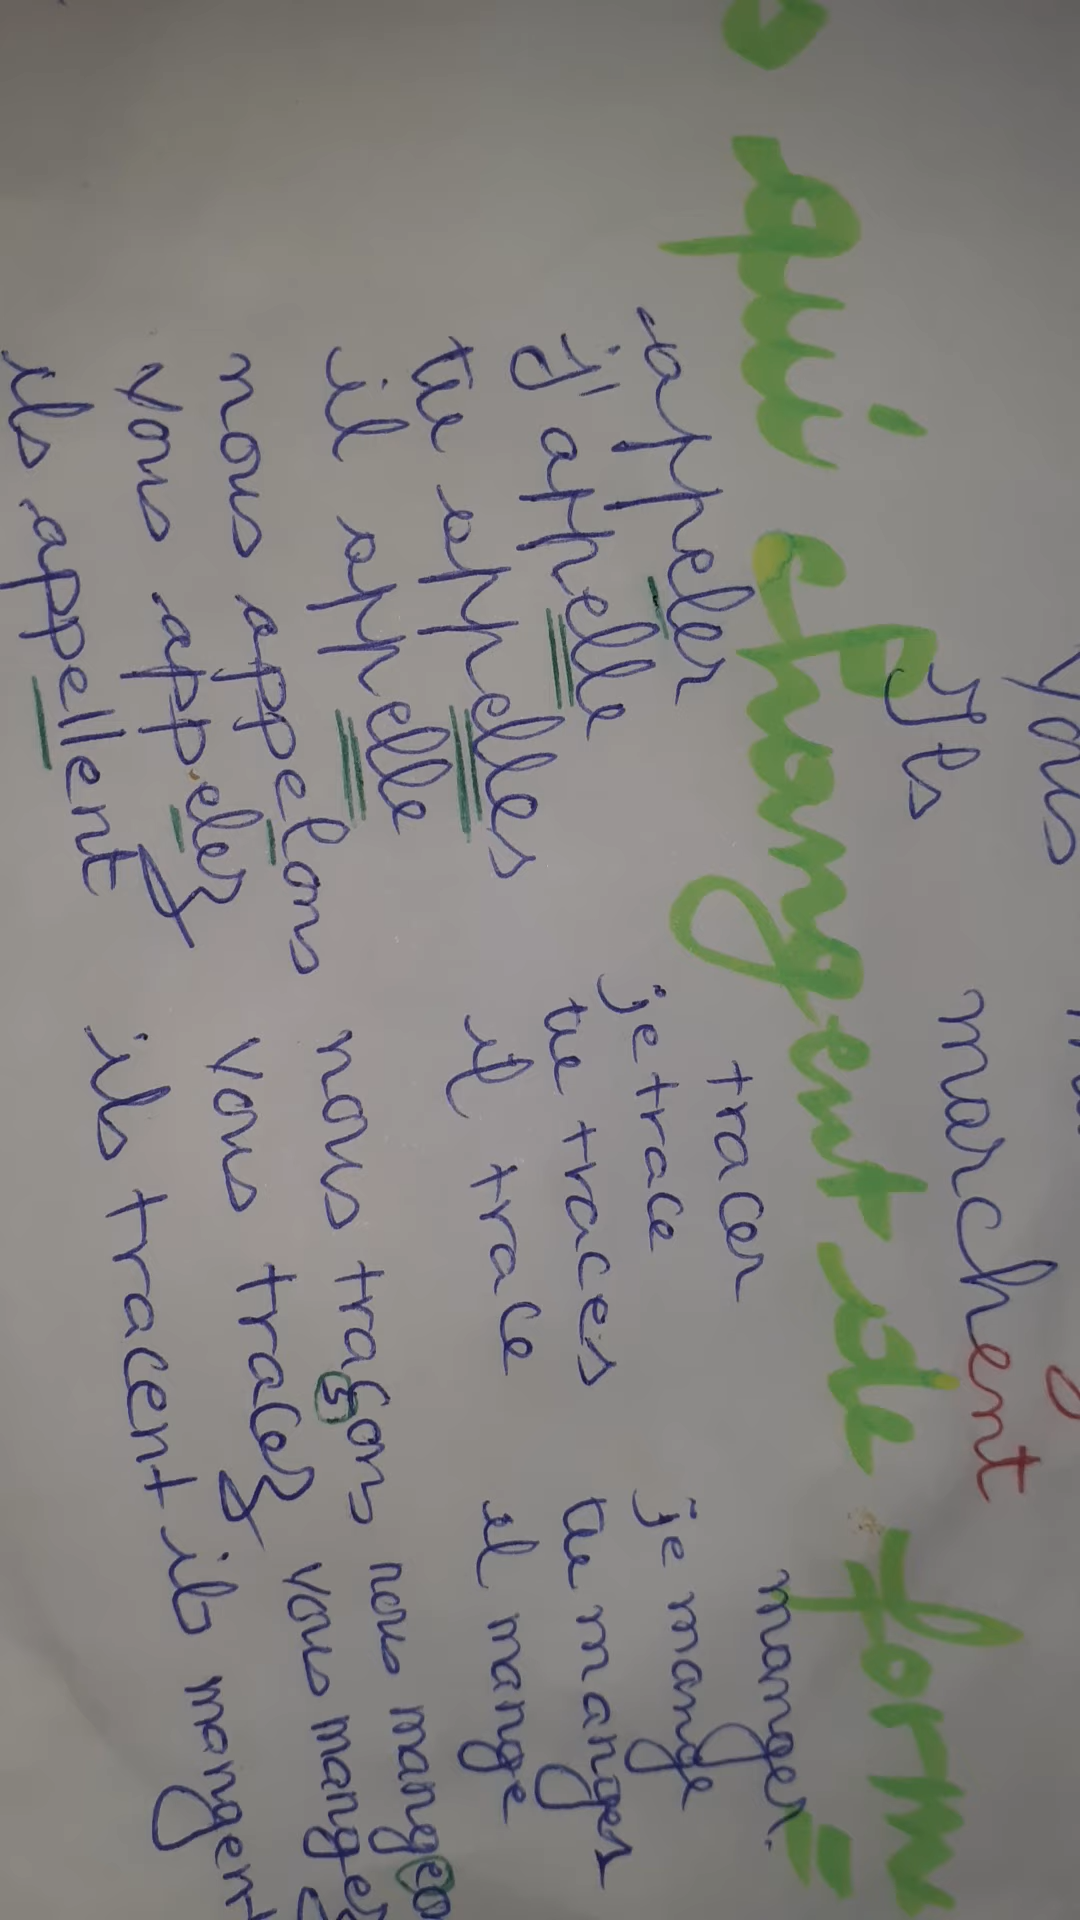 vous
Ils marchent
qui changent de form
appeler tracer manger
j'appelle je trace je mange
tu appelles tu traces tu manges
il appelle il trace il mange
nous appelons nous traçons nous mangeo
vous appelez vous tracez vous mangez
ils appellent ils tracent ils mangent